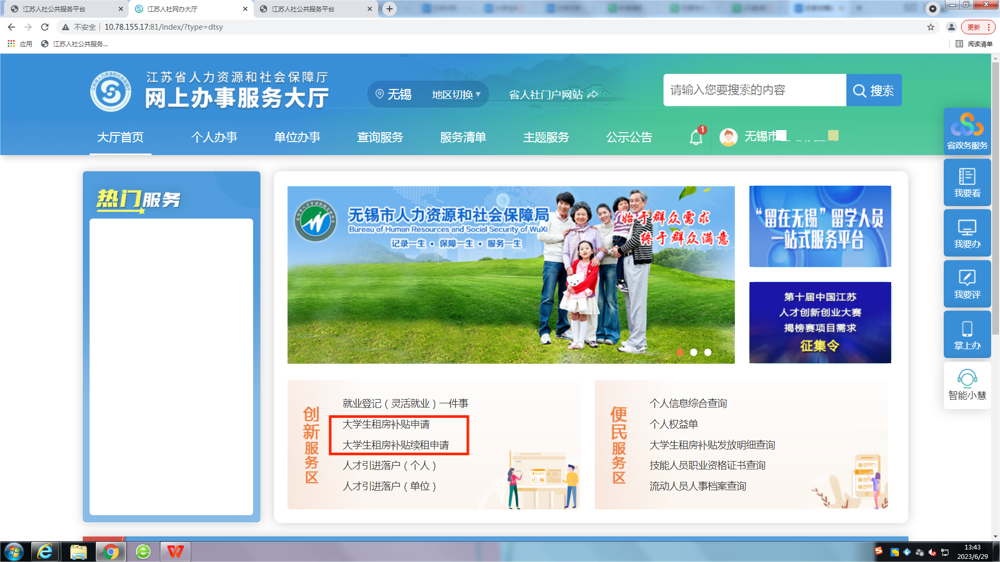 江苏人社公共服务平台
江苏人社网办大厅
江苏人社公共服务平台
不安全 10.78.155.17:81/index/?type=dtsy
更新
应用
江苏人社公共服务...
阅读清单
江苏省人力资源和社会保障厅
网上办事服务大厅
无锡 地区切换
省人社门户网站
请输入您要搜索的内容
搜索
大厅首页 个人办事 单位办事 查询服务 服务清单 主题服务 公示公告
1
无锡市
省政务服务
我要看
我要办
我要评
掌上办
智能小慧
热门服务
无锡市人力资源和社会保障局
Bureau of Human Resources and Social Security of WuXi
记录一生 • 保障一生 • 服务一生
始于群众需求
终于群众满意
“留在无锡”留学人员
一站式服务平台
第十届中国江苏
人才创新创业大赛
揭榜赛项目需求
征集令
创新服务区
就业登记（灵活就业）一件事
大学生租房补贴申请
大学生租房补贴续租申请
人才引进落户（个人）
人才引进落户（单位）
便民服务区
个人信息综合查询
个人权益单
大学生租房补贴发放明细查询
技能人员职业资格证书查询
流动人员人事档案查询
13:43
2023/6/29